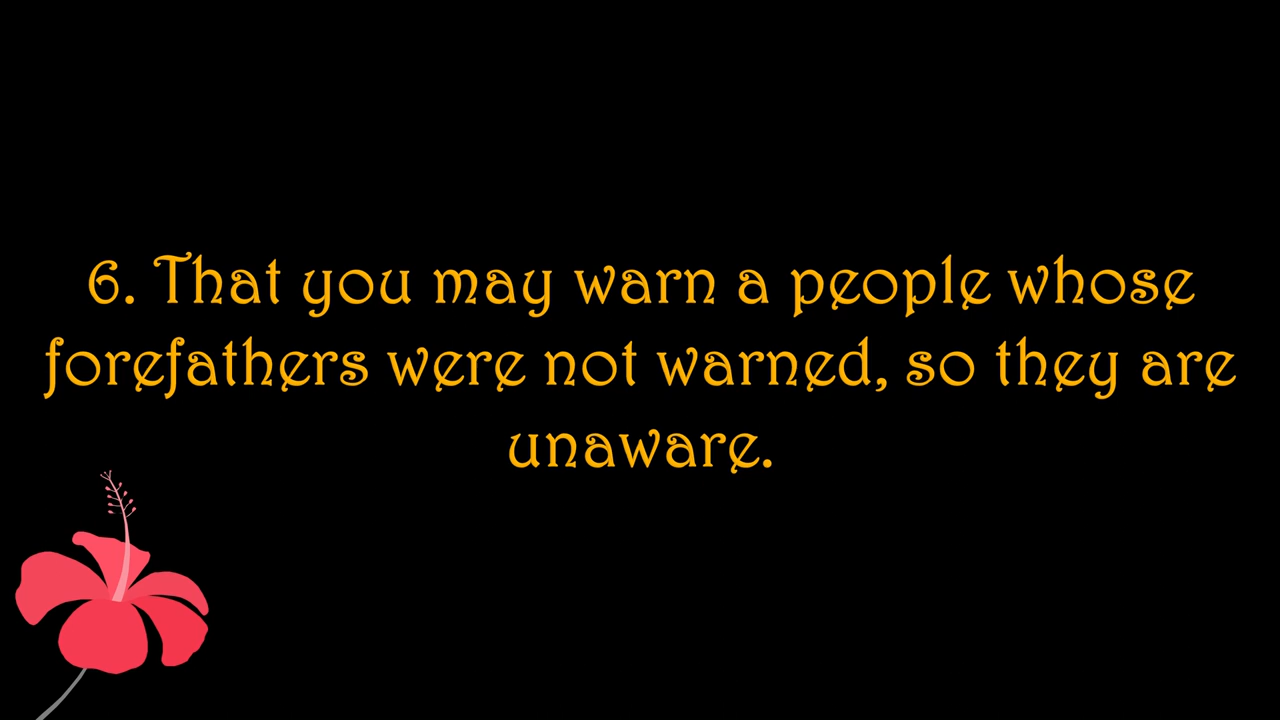 6. That you may warn a people whose
forefathers were not warned, so they are
unaware.